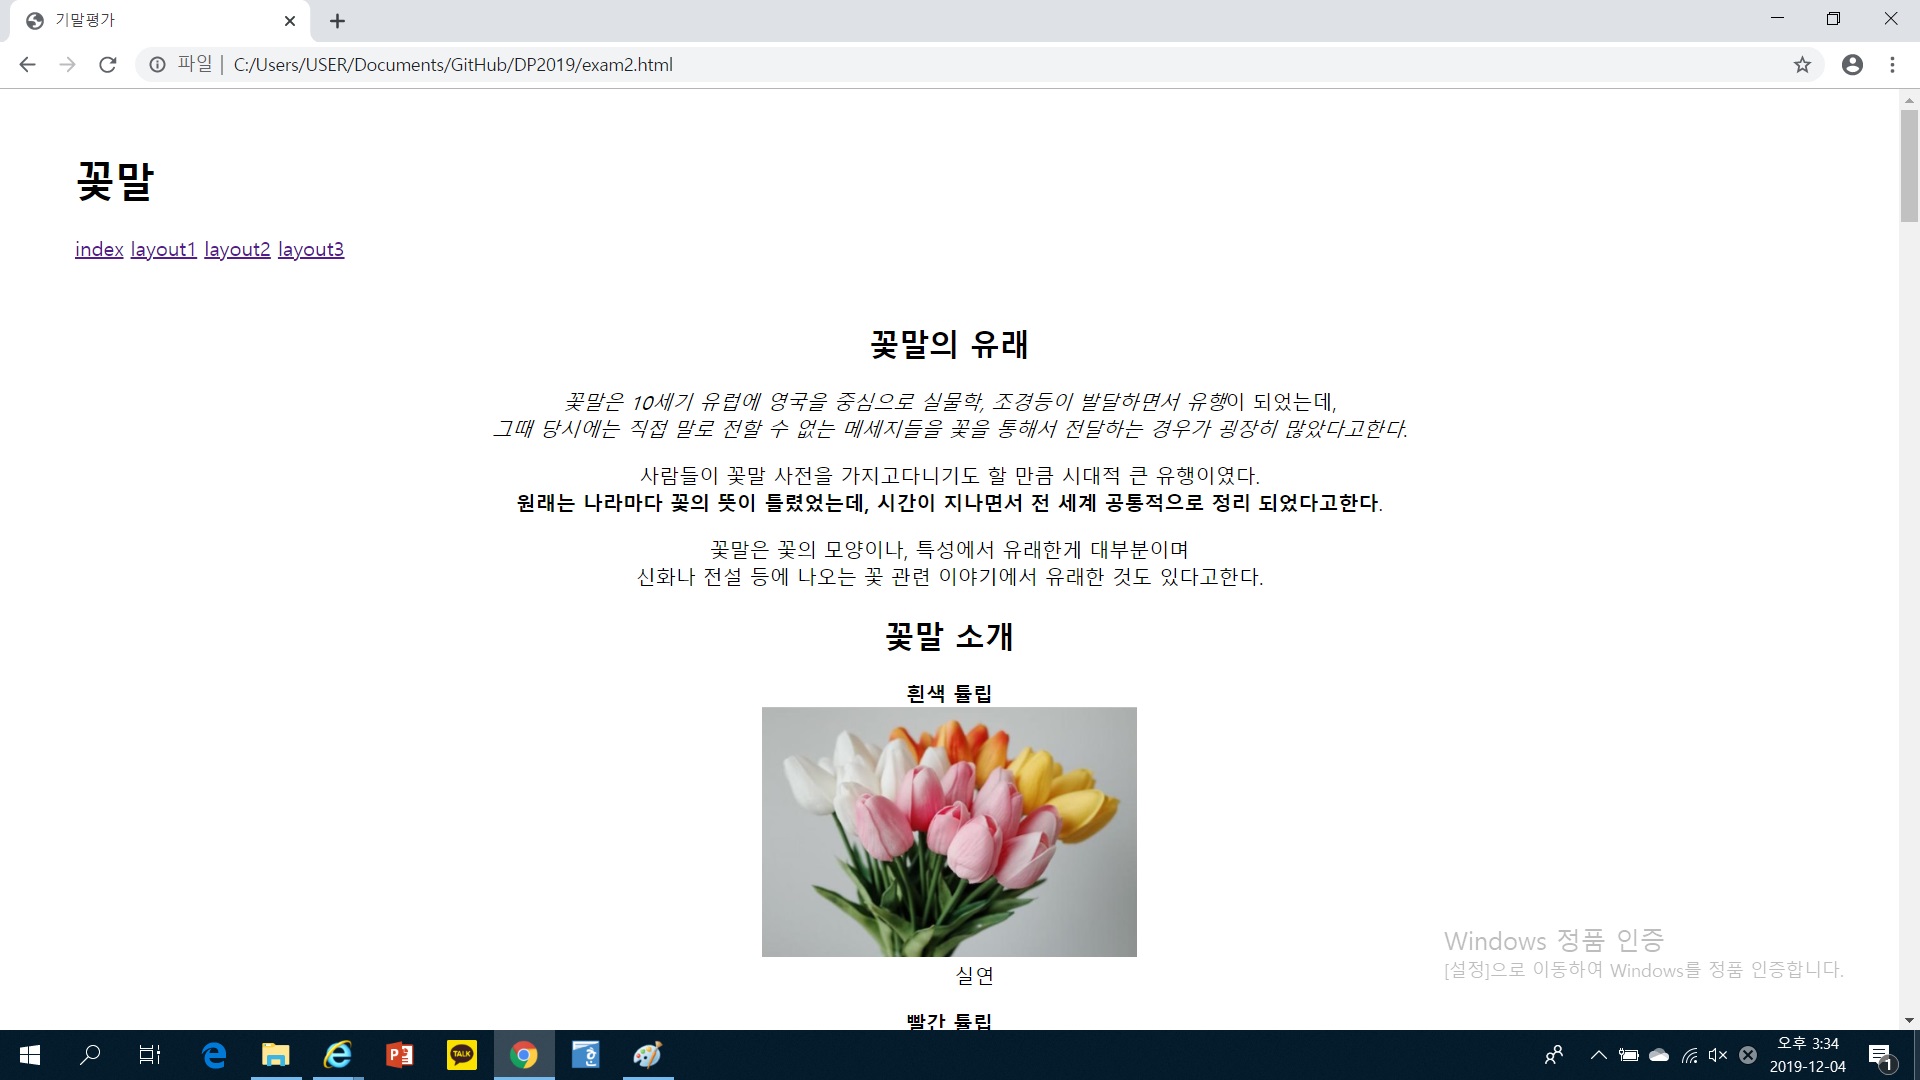 기말평가
파일 | C:/Users/USER/Documents/GitHub/DP2019/exam2.html
꽃말
index layout1 layout2 layout3
꽃말의 유래
꽃말은 10세기 유럽에 영국을 중심으로 실물학, 조경등이 발달하면서 유행이 되었는데,
그때 당시에는 직접 말로 전할 수 없는 메세지들을 꽃을 통해서 전달하는 경우가 굉장히 많았다고한다.
사람들이 꽃말 사전을 가지고다니기도 할 만큼 시대적 큰 유행이였다.
원래는 나라마다 꽃의 뜻이 틀렸었는데, 시간이 지나면서 전 세계 공통적으로 정리 되었다고한다.
꽃말은 꽃의 모양이나, 특성에서 유래한게 대부분이며
신화나 전설 등에 나오는 꽃 관련 이야기에서 유래한 것도 있다고한다.
꽃말 소개
흰색 튤립
실연
빨간 튤립
Windows 정품 인증
[설정]으로 이동하여 Windows를 정품 인증합니다.
TALK
오후 3:34
2019-12-04
1